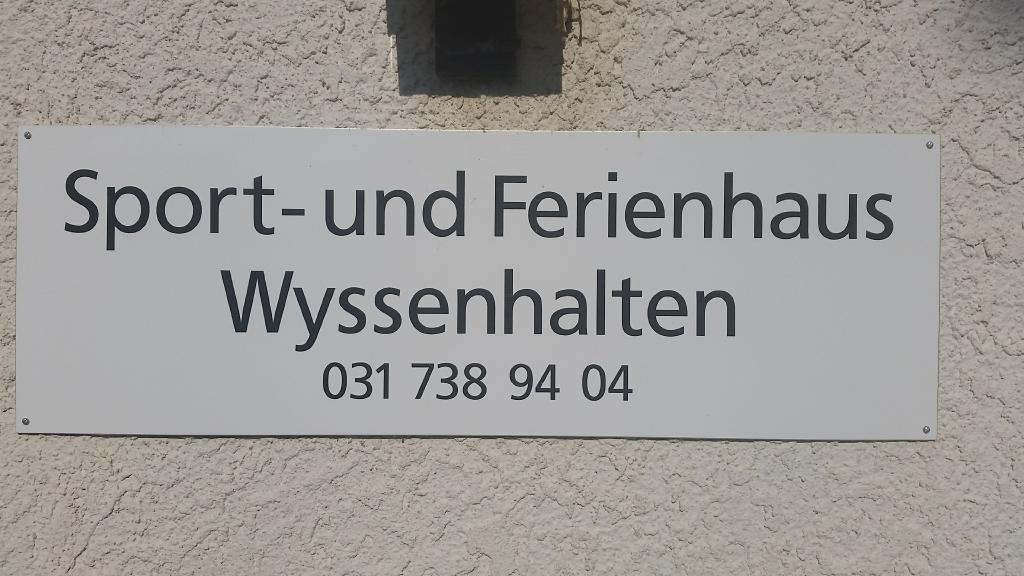 Sport- und Ferienhaus
Wyssenhalten
031 738 94 04